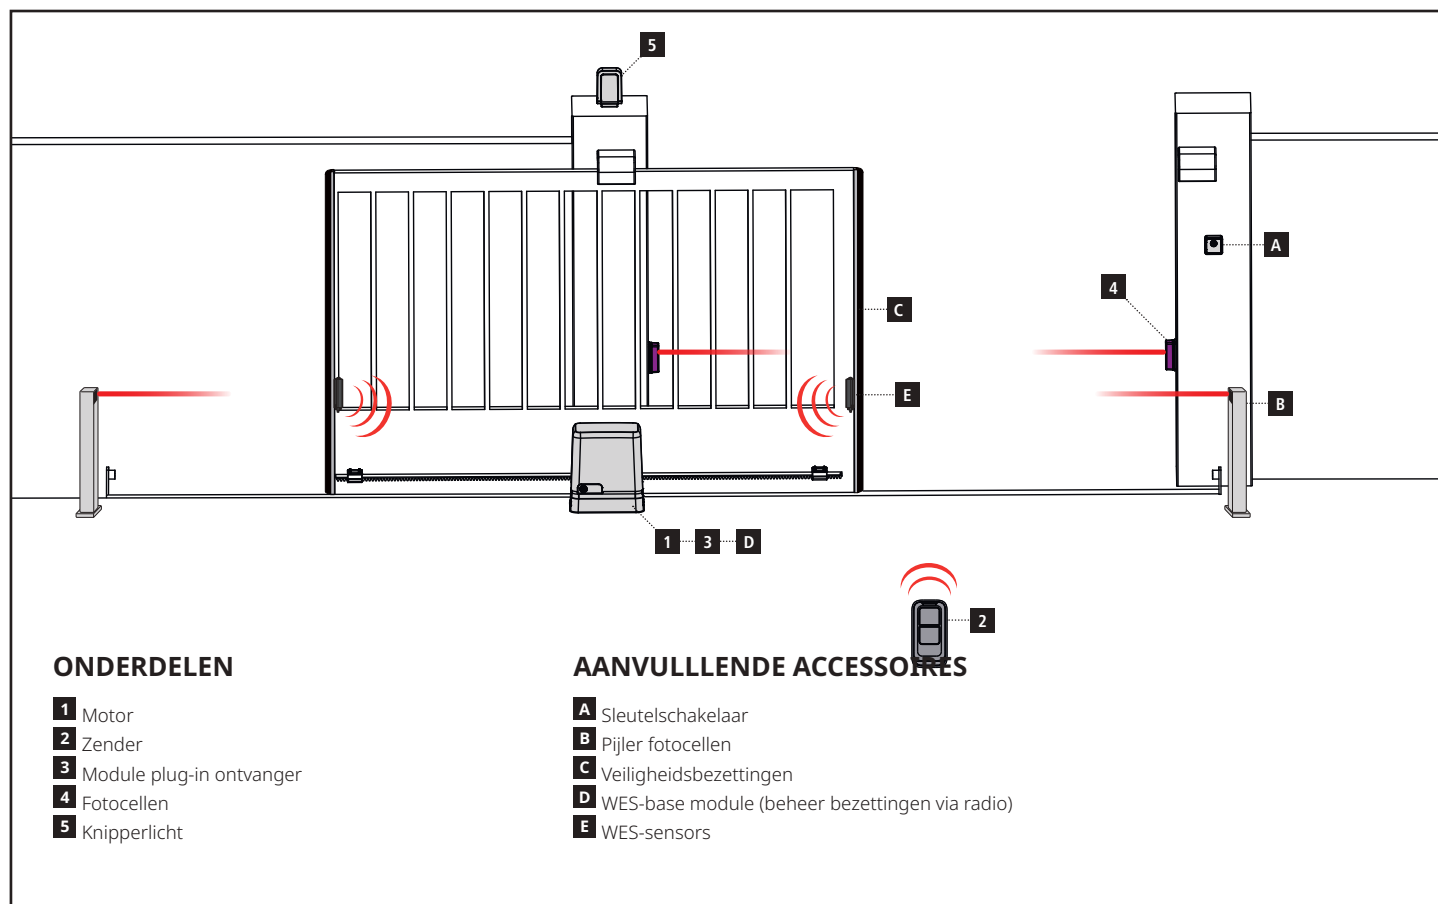 5
A
4
C
E
B
1 3 D
2
ONDERDELEN
1 Motor
2 Zender
3 Module plug-in ontvanger
4 Fotocellen
5 Knipperlicht
AANVULLLENDE ACCESSOIRES
A Sleutelschakelaar
B Pijler fotocellen
C Veiligheidsbezettingen
D WES-base module (beheer bezettingen via radio)
E WES-sensors